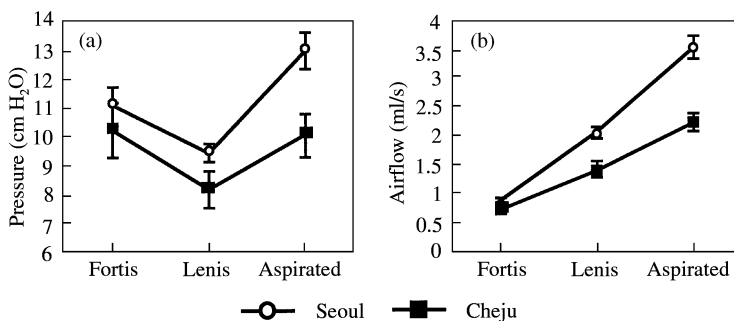 (a)
Pressure (cm H₂O)
14
13
12
11
10
9
8
7
6
Fortis Lenis Aspirated
(b)
Airflow (ml/s)
4
3.5
3
2.5
2
1.5
1
0.5
0
Fortis Lenis Aspirated
Seoul Cheju